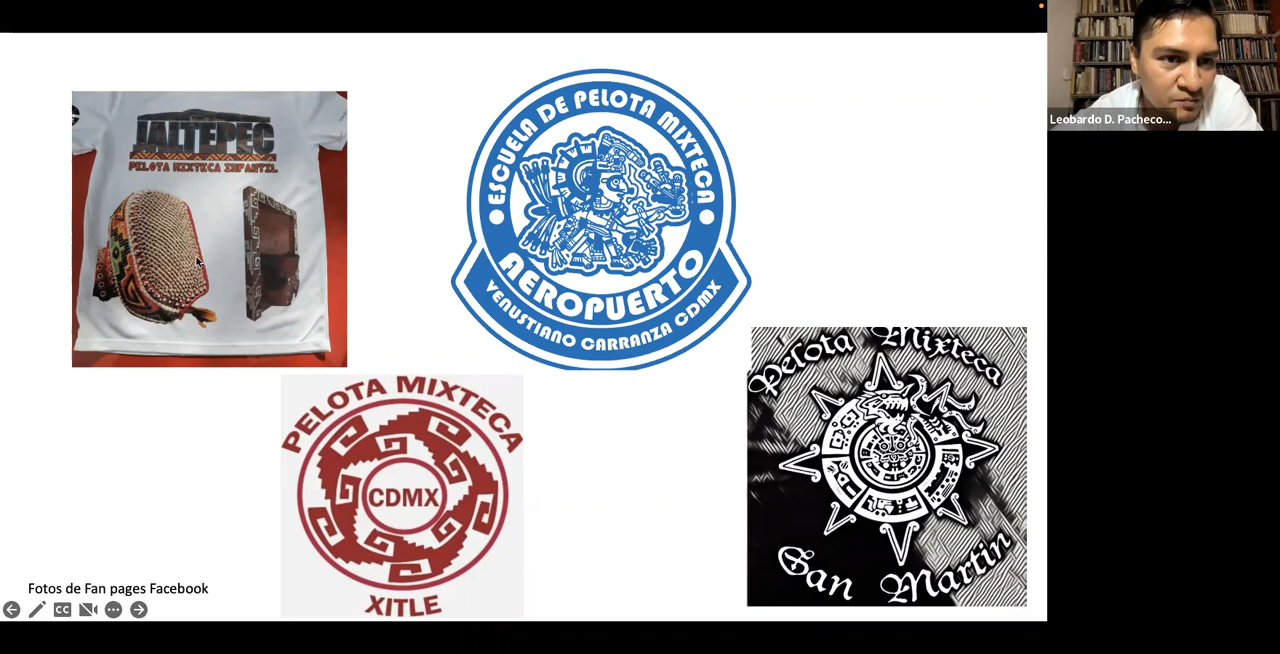 Leobardo D. Pacheco...
JALTEPEC
PELOTA MIXTECA INFANTIL
ESCUELA DE PELOTA MIXTECA
AEROPUERTO
VENUSTIANO CARRANZA CDMX
PELOTA MIXTECA
CDMX
XITLE
Pelota Mixteca
San Martin
Fotos de Fan pages Facebook
CC